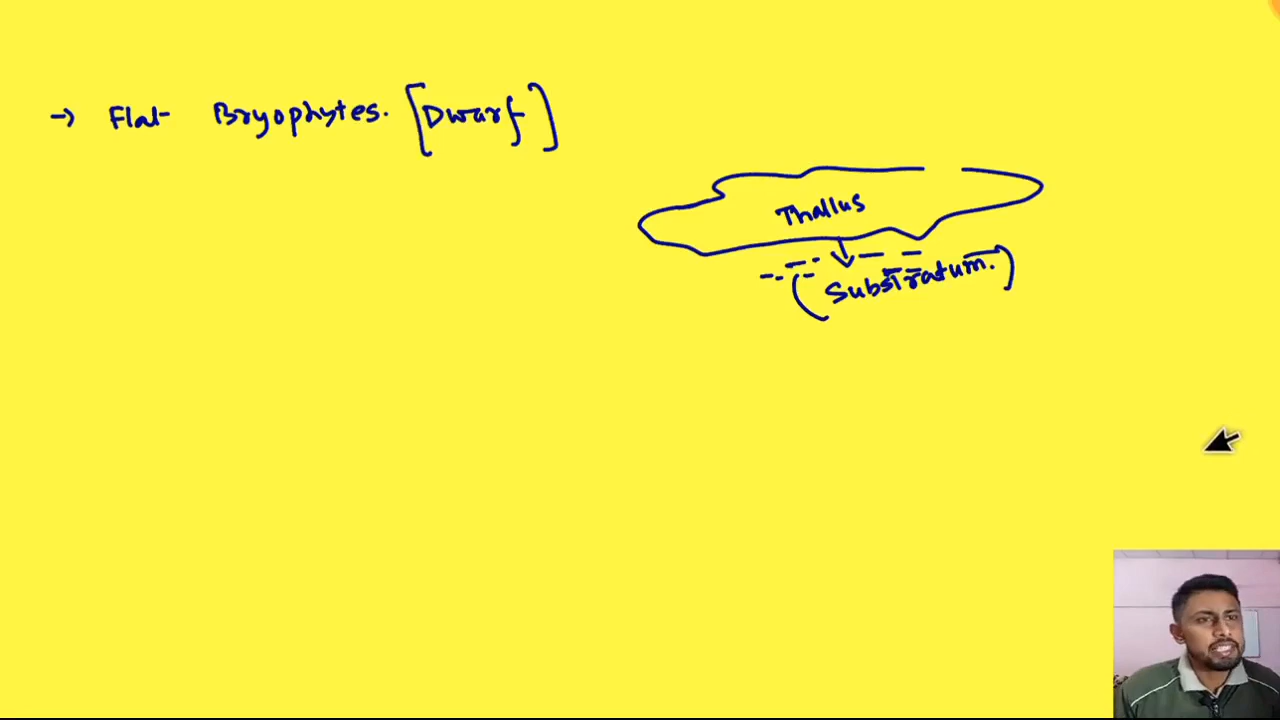 → Flat Bryophytes. [Dwarf]
Thallus
(Substratum.)